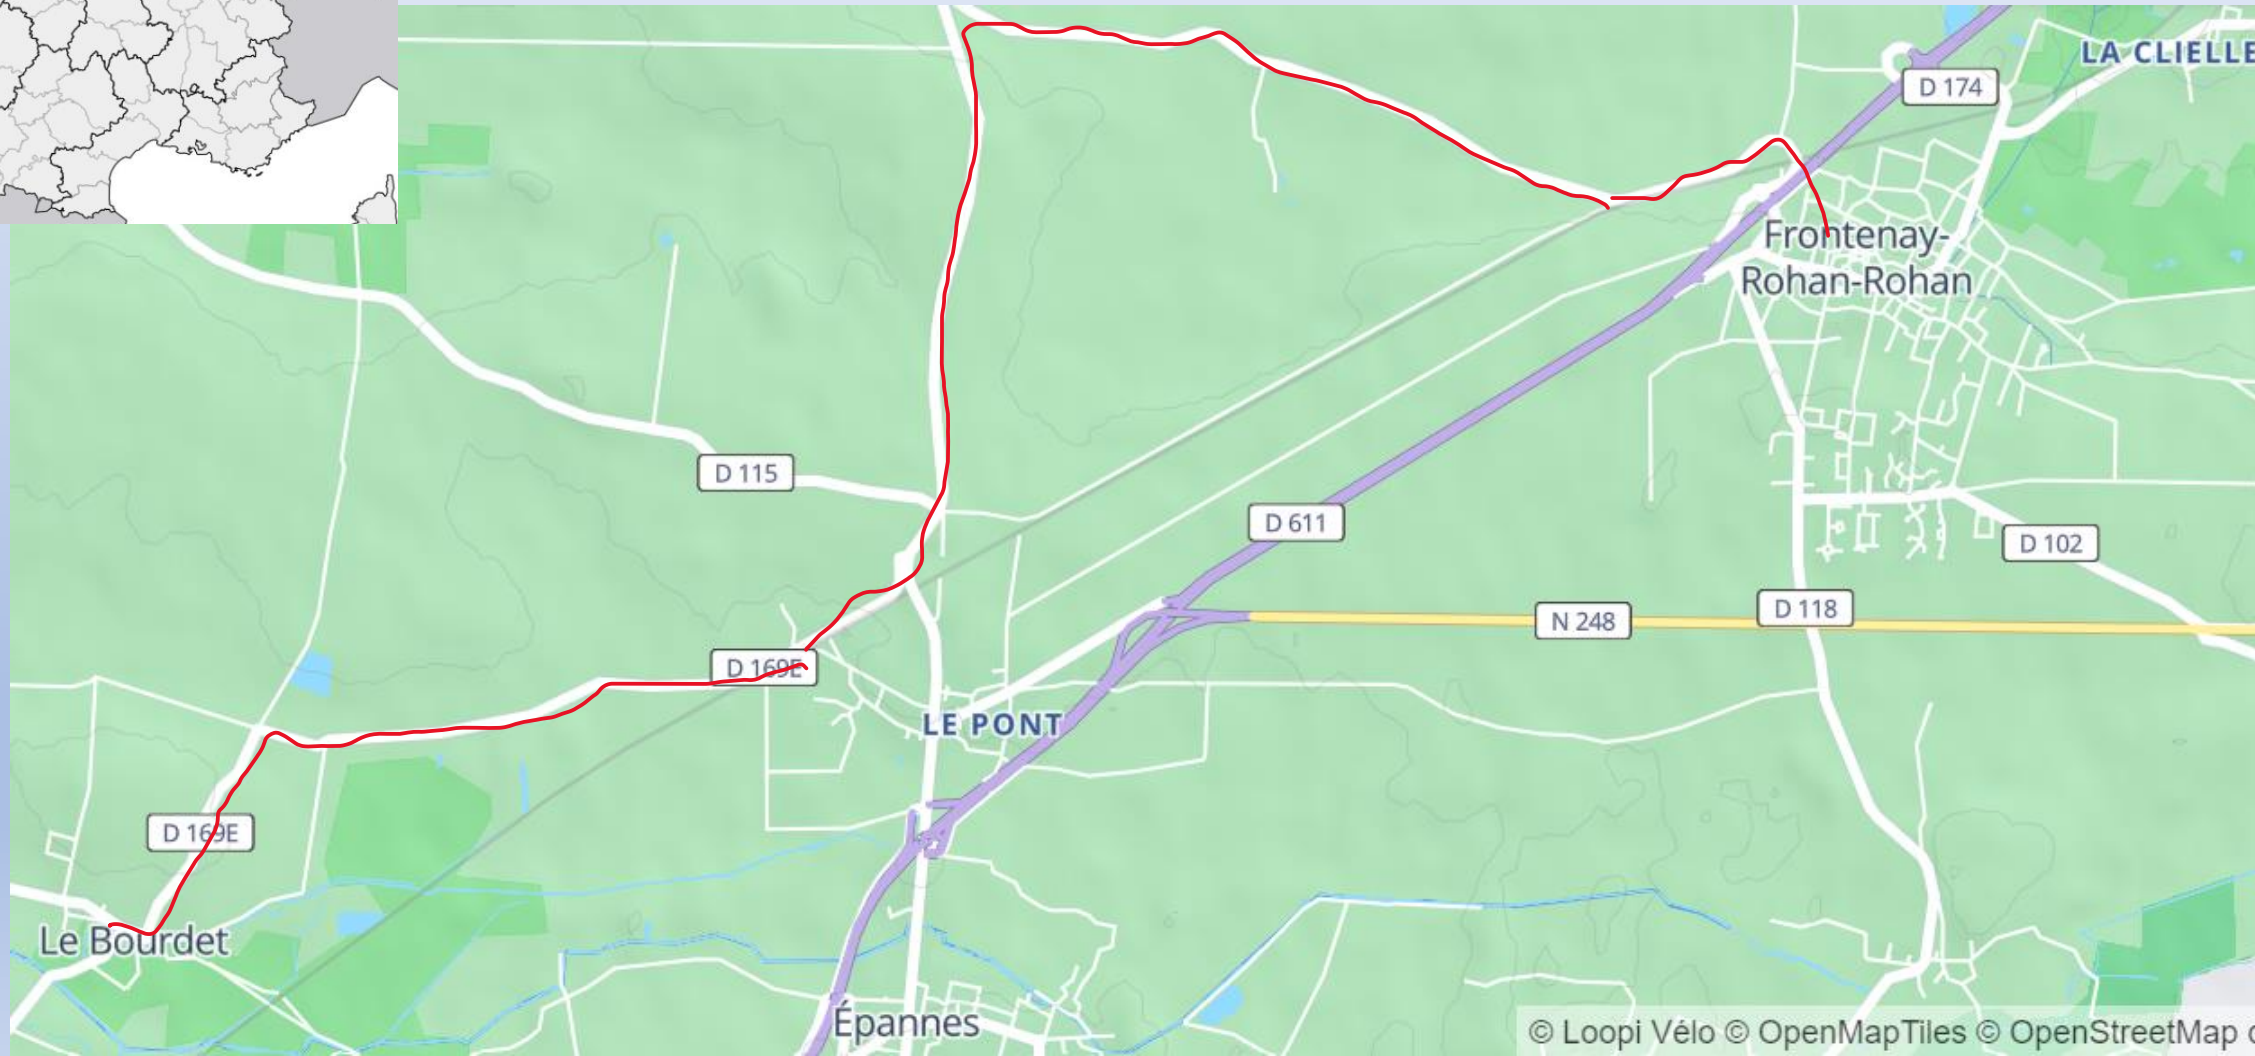 LA CLIELLE
D 174
Frontenay-
Rohan-Rohan
D 115
D 611
D 102
N 248
D 118
D 169E
LE PONT
D 169E
Le Bourdet
Épannes
© Loopi Vélo © OpenMapTiles © OpenStreetMap